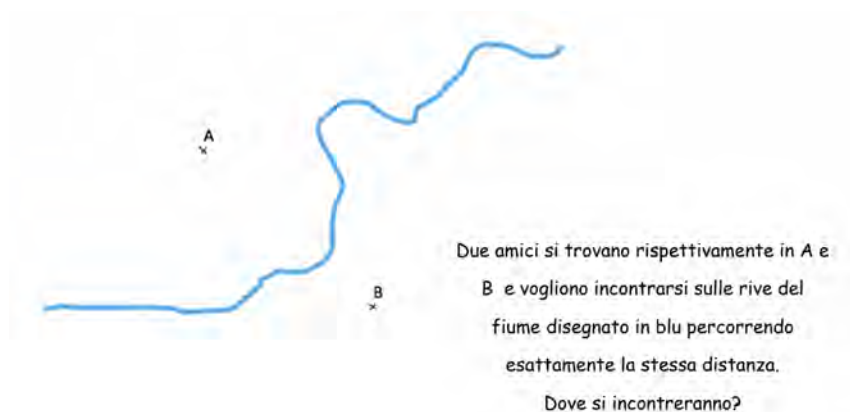 A
B
Due amici si trovano rispettivamente in A e
B e vogliono incontrarsi sulle rive del
fiume disegnato in blu percorrendo
esattamente la stessa distanza.
Dove si incontreranno?